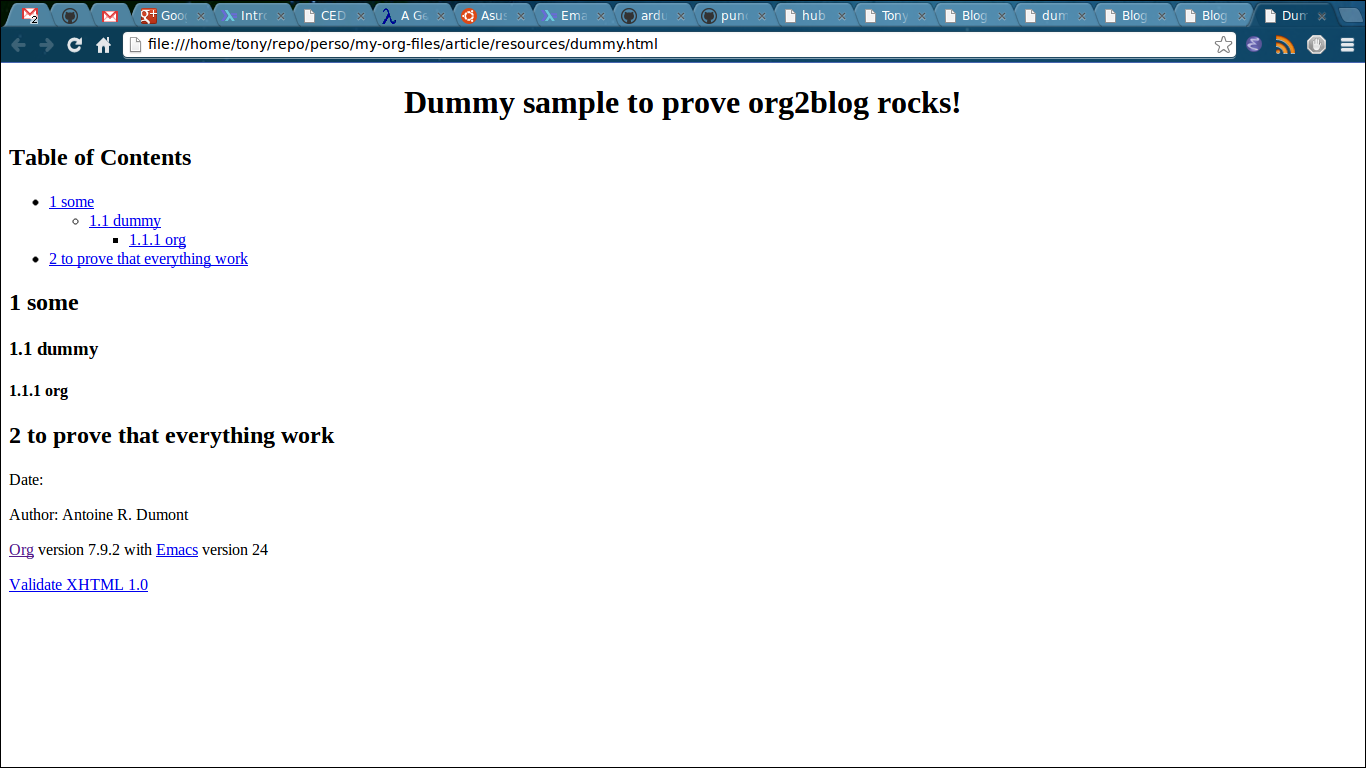 2 Goo Intr CED A Ge Asus Ema ardu pun hub Tony Blog dum Blog Blog Dum
file:///home/tony/repo/perso/my-org-files/article/resources/dummy.html
Dummy sample to prove org2blog rocks!
Table of Contents
1 some
1.1 dummy
1.1.1 org
2 to prove that everything work
1 some
1.1 dummy
1.1.1 org
2 to prove that everything work
Date:
Author: Antoine R. Dumont
Org version 7.9.2 with Emacs version 24
Validate XHTML 1.0